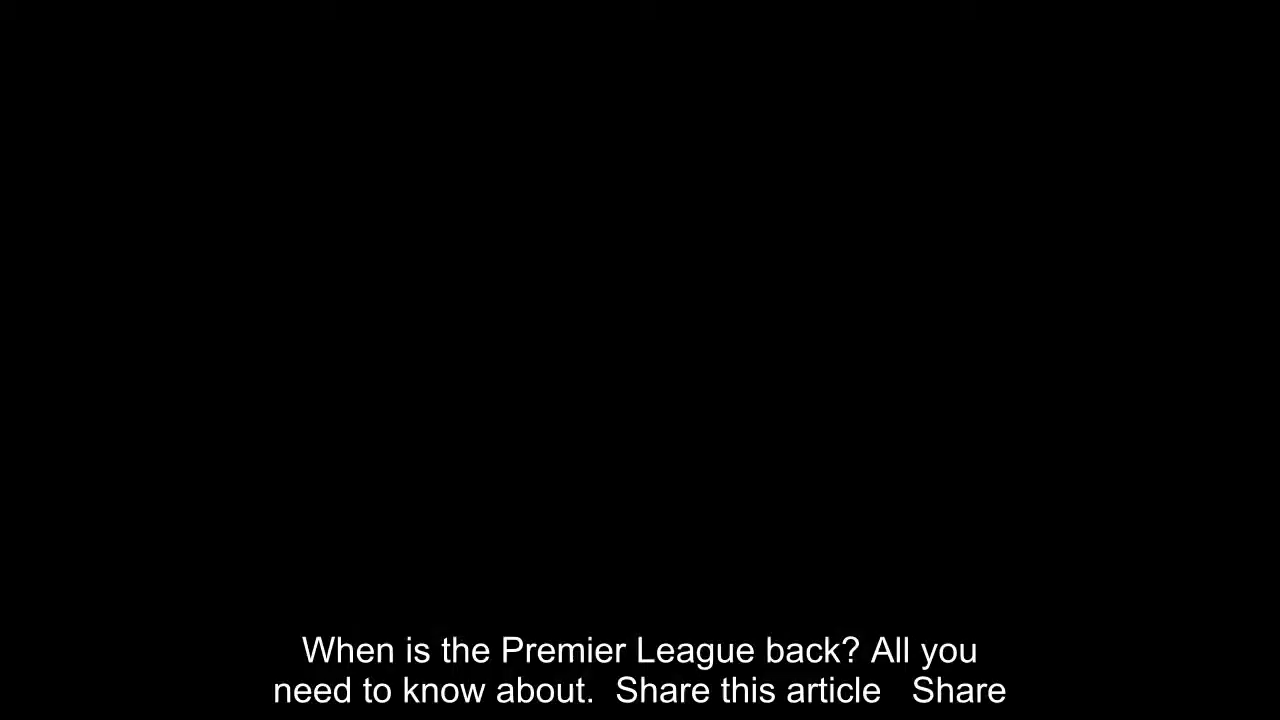 When is the Premier League back? All you
need to know about.  Share this article   Share